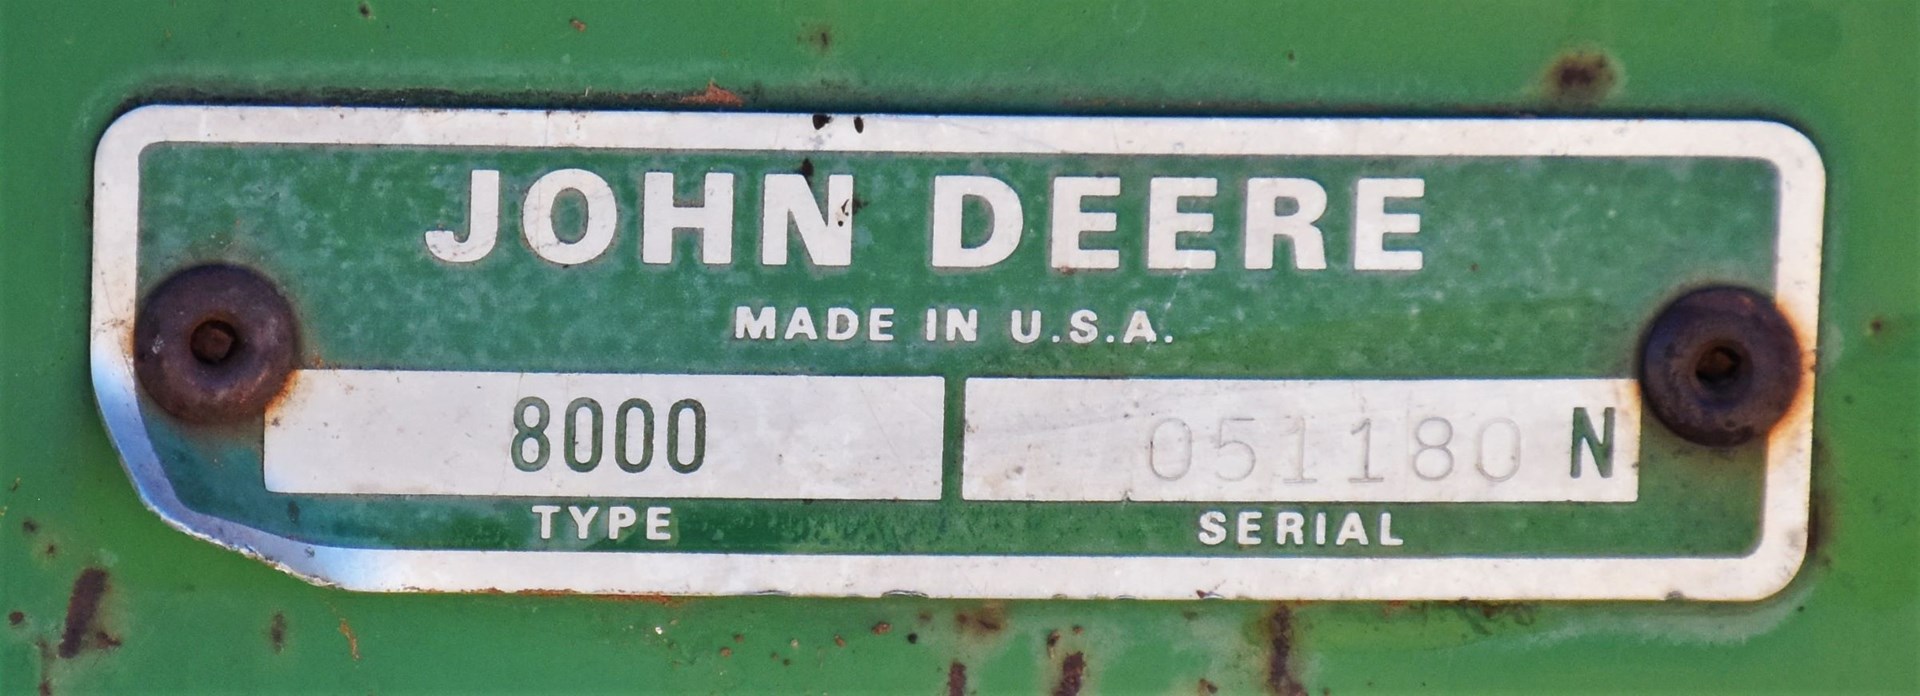 JOHN DEERE
MADE IN U.S.A.
8000 051180 N
TYPE SERIAL